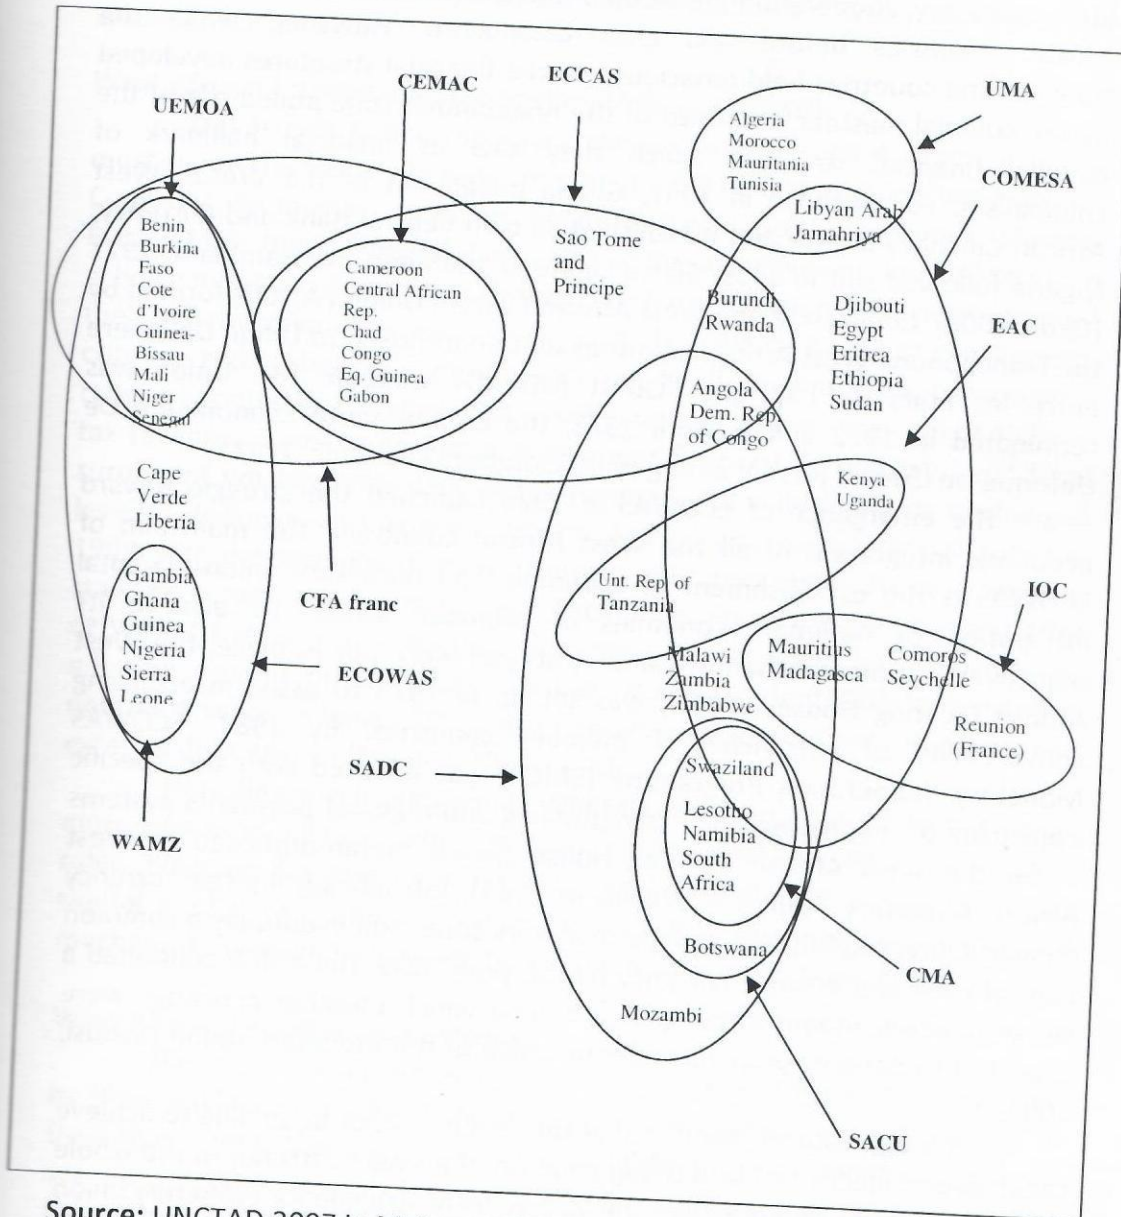 CEMAC
ECCAS
UMA
UEMOA
Algeria
Morocco
Mauritania
Tunisia
COMESA
Libyan Arab
Jamahriya
Benin
Burkina
Faso
Cote
d'Ivoire
Guinea-
Bissau
Mali
Niger
Senegal
Cameroon
Central African
Rep.
Chad
Congo
Eq. Guinea
Gabon
Sao Tome
and
Principe
Burundi
Rwanda
Djibouti
Egypt
Eritrea
Ethiopia
Sudan
EAC
Angola
Dem. Rep.
of Congo
Cape
Verde
Liberia
Kenya
Uganda
Gambia
Ghana
Guinea
Nigeria
Sierra
Leone
CFA franc
Unt. Rep. of
Tanzania
IOC
ECOWAS
Malawi
Zambia
Zimbabwe
Mauritius
Madagasca
Comoros
Seychelle
Reunion
(France)
SADC
Swaziland
Lesotho
Namibia
South
Africa
WAMZ
Botswana
CMA
Mozambi
SACU
Source: UNCTAD 2007